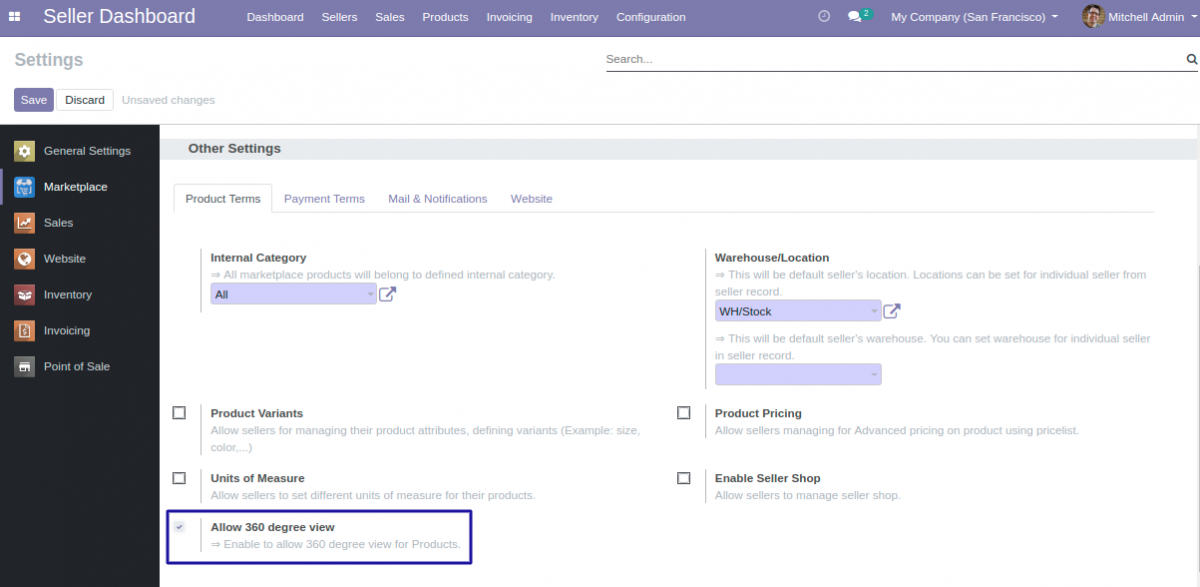 Seller Dashboard Dashboard Sellers Sales Products Invoicing Inventory Configuration 2 My Company (San Francisco) Mitchell Admin
Settings
Search...
Save Discard Unsaved changes
General Settings
Marketplace
Sales
Website
Inventory
Invoicing
Point of Sale
Other Settings
Product Terms Payment Terms Mail & Notifications Website
Internal Category
⇒ All marketplace products will belong to defined internal category.
All
Warehouse/Location
⇒ This will be default seller's location. Locations can be set for individual seller from
seller record.
WH/Stock
⇒ This will be default seller's warehouse. You can set warehouse for individual seller
in seller record.
Product Variants
Allow sellers for managing their product attributes, defining variants (Example: size,
color,...)
Product Pricing
Allow sellers managing for Advanced pricing on product using pricelist.
Units of Measure
Allow sellers to set different units of measure for their products.
Enable Seller Shop
Allow sellers to manage seller shop.
Allow 360 degree view
⇒ Enable to allow 360 degree view for Products.